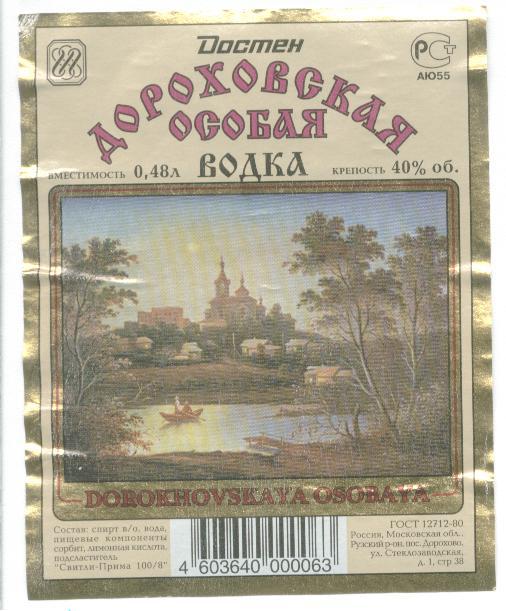 Достен
РСТ
АЮ55
ДОРОХОВСКАЯ
ОСОБАЯ
ВОДКА
ВМЕСТИМОСТЬ 0,48л
КРЕПОСТЬ 40% об.
DOROKHOVSKAYA OSOBAYA
Состав: спирт в/о, вода,
пищевые компоненты
сорбит, лимонная кислота,
подсластитель
"Свитли-Прима 100/8"
4 603640 000063
ГОСТ 12712-80
Россия, Московская обл.,
Рузский р-он, пос. Дорохово,
ул. Стеклозаводская,
д. 1, стр 38